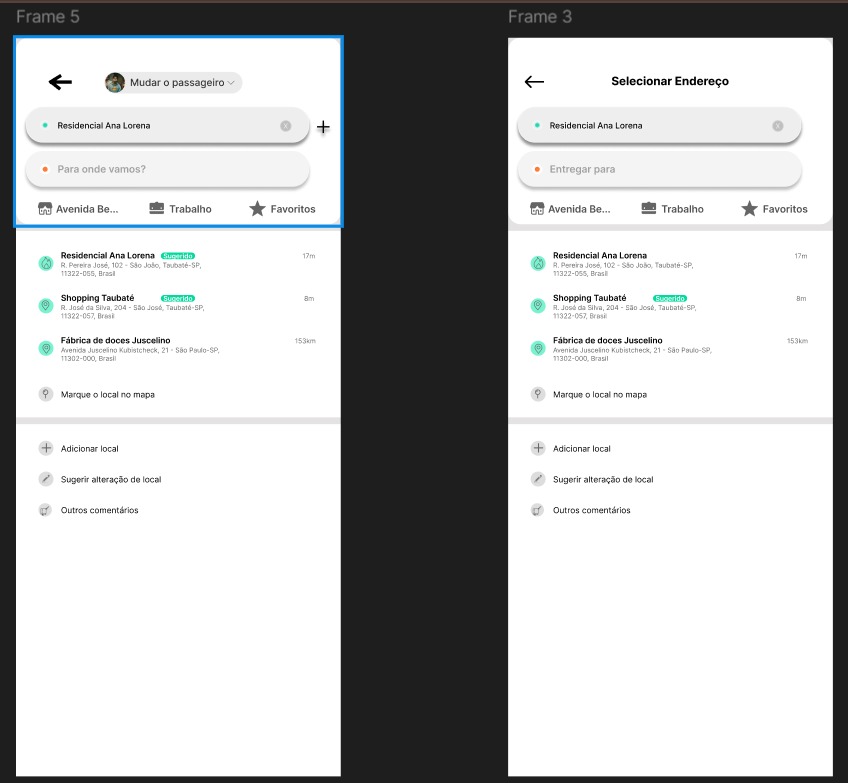 Frame 5
Mudar o passageiro
Residencial Ana Lorena
X
Para onde vamos?
Avenida Be... Trabalho Favoritos
Residencial Ana Lorena Sugerido 17m
R. Pereira José, 102 - São João, Taubaté-SP,
11322-055, Brasil
Shopping Taubaté Sugerido 8m
R. José da Silva, 204 - São José, Taubaté-SP,
11322-057, Brasil
Fábrica de doces Juscelino 153km
Avenida Juscelino Kubistcheck, 21 - São Paulo-SP,
11302-000, Brasil
Marque o local no mapa
Adicionar local
Sugerir alteração de local
Outros comentários
Frame 3
Selecionar Endereço
Residencial Ana Lorena
X
Entregar para
Avenida Be... Trabalho Favoritos
Residencial Ana Lorena 17m
R. Pereira José, 102 - São João, Taubaté-SP,
11322-055, Brasil
Shopping Taubaté Sugerido 8m
R. José da Silva, 204 - São José, Taubaté-SP,
11322-057, Brasil
Fábrica de doces Juscelino 153km
Avenida Juscelino Kubistcheck, 21 - São Paulo-SP,
11302-000, Brasil
Marque o local no mapa
Adicionar local
Sugerir alteração de local
Outros comentários